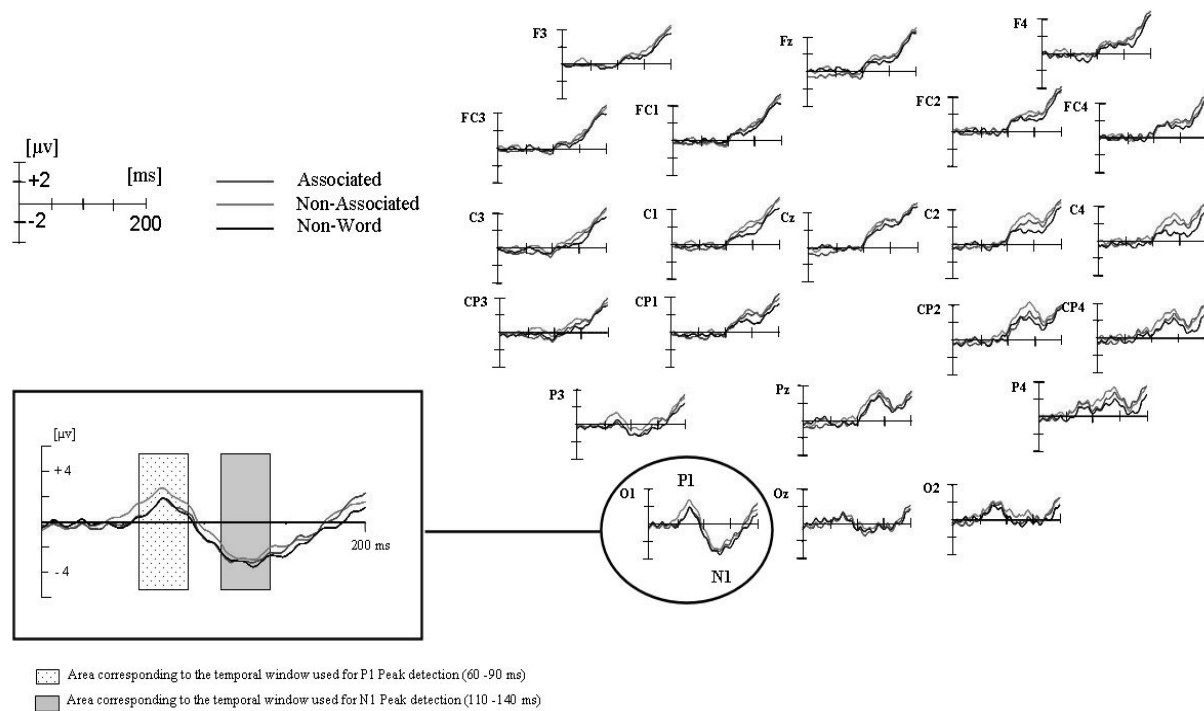 F3
Fz
F4
FC3
FC1
FC2
FC4
[μv]
+2
-2
[ms]
200
Associated
Non-Associated
Non-Word
C3
C1
Cz
C2
C4
CP3
CP1
CP2
CP4
P3
Pz
P4
[μv]
+4
- 4
200 ms
O1
P1
N1
Oz
O2
Area corresponding to the temporal window used for P1 Peak detection (60 -90 ms)
Area corresponding to the temporal window used for N1 Peak detection (110 -140 ms)